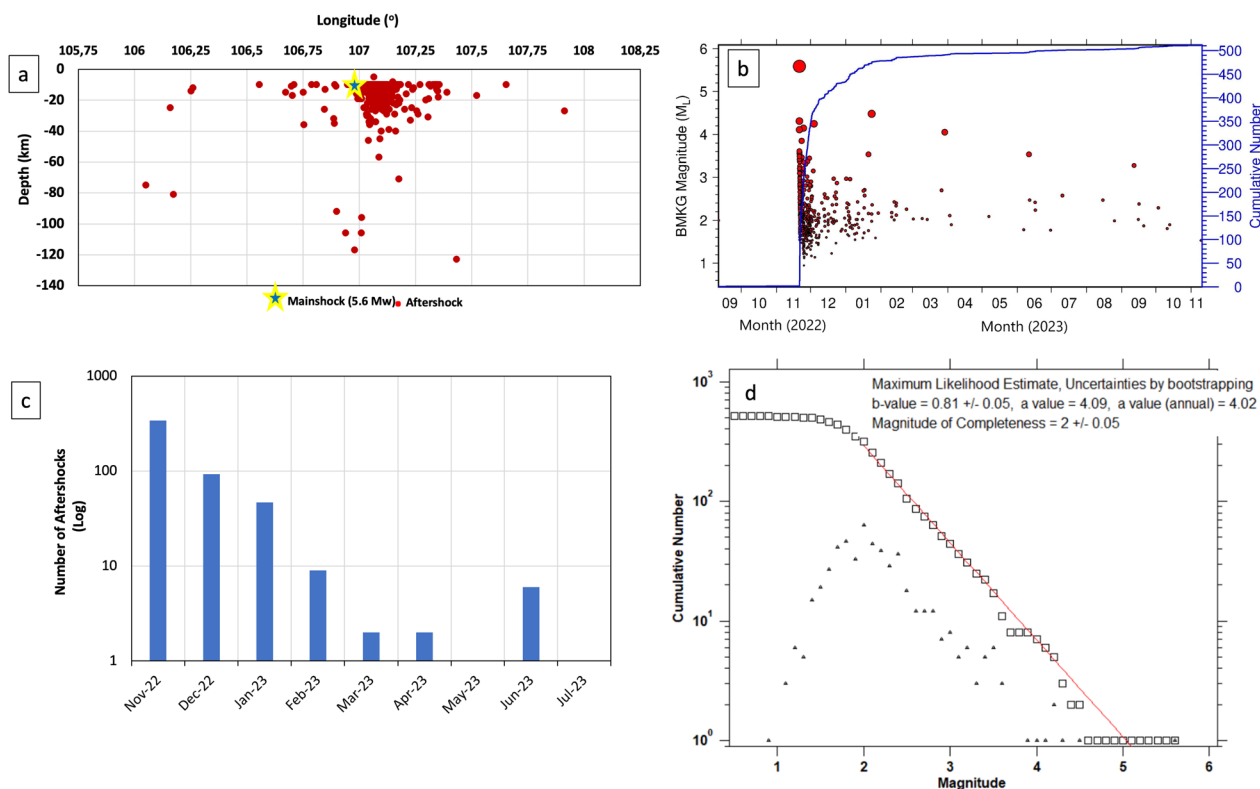 Longitude (º)
105,75 106 106,25 106,5 106,75 107 107,25 107,5 107,75 108 108,25
a
0
-20
-40
-60
-80
-100
-120
-140
Depth (km)
Mainshock (5.6 Mw) Aftershock
b
6
5
4
3
2
1
BMKG Magnitude (ML)
500
450
400
350
300
250
200
150
100
50
0
Cumulative Number
09 10 11 12 01 02 03 04 06 07 08 09 10 11
Month (2022) Month (2023)
c
1000
100
10
1
Number of Aftershocks
(Log)
Nov-22 Dec-22 Jan-23 Feb-23 Mar-23 Apr-23 May-23 Jun-23 Jul-23
d
Maximum Likelihood Estimate, Uncertainties by bootstrapping
b-value = 0.81 +/- 0.05, a value = 4.09, a value (annual) = 4.02
Magnitude of Completeness = 2 +/- 0.05
10³
10²
10¹
10⁰
Cumulative Number
1 2 3 4 5 6
Magnitude